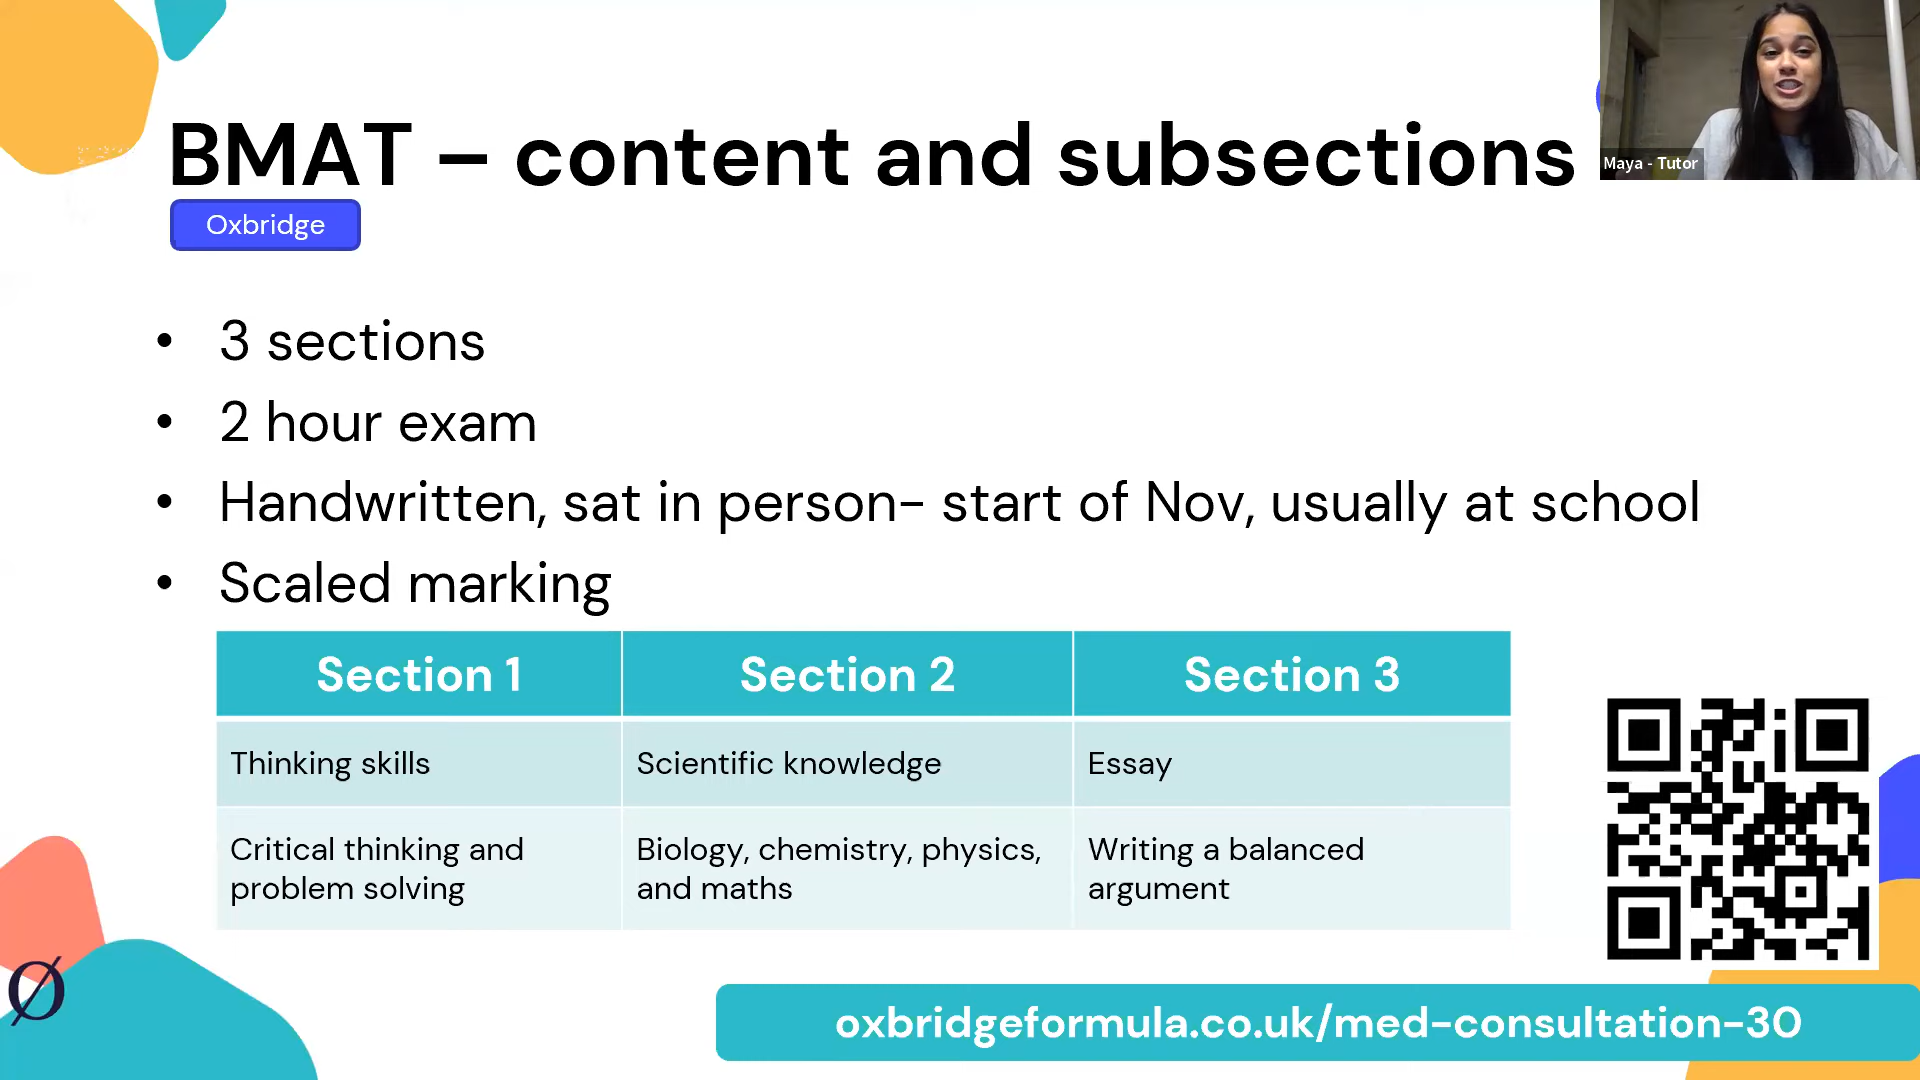 BMAT – content and subsections
Maya - Tutor
Oxbridge
• 3 sections
• 2 hour exam
• Handwritten, sat in person– start of Nov, usually at school
• Scaled marking
Section 1 Section 2 Section 3
Thinking skills Scientific knowledge Essay
Critical thinking and problem solving Biology, chemistry, physics, and maths Writing a balanced argument
Ø
oxbridgeformula.co.uk/med-consultation-30